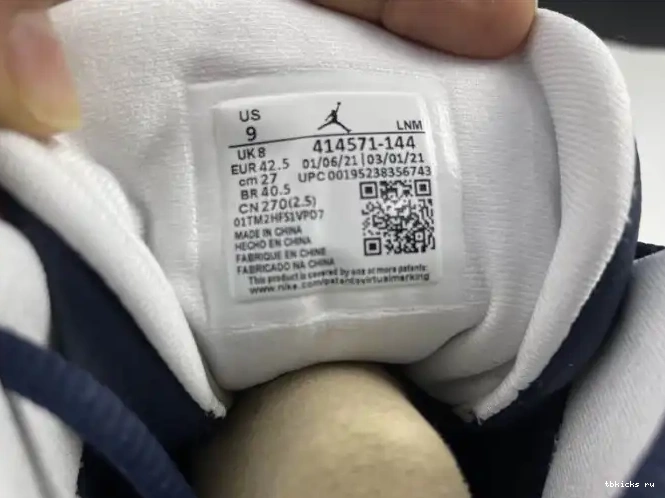 US
9
LNM
UK 8
414571-144
EUR 42.5
01/06/21 | 03/01/21
cm 27
UPC 00195238356743
BR 40.5
CN 270(2.5)
01TM2HFS1VPD7
MADE IN CHINA
HECHO EN CHINA
FABRIQUE EN CHINE
FABRICADO NA CHINA
This product is covered by one or more patents:
www.nike.com/patentsvirtualmarking
tbkicks ru